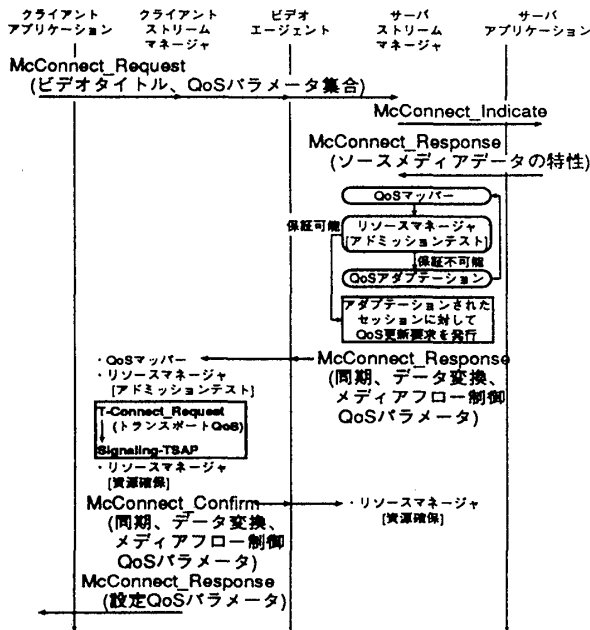 クライアント
アプリケーション
クライアント
ストリーム
マネージャ
ビデオ
エージェント
サーバ
ストリーム
マネージャ
サーバ
アプリケーション
McConnect_Request
(ビデオタイトル、QoSパラメータ集合)
McConnect_Indicate
McConnect_Response
(ソースメディアデータの特性)
QoSマッパー
保証可能
リソースマネージャ
[アドミッションテスト]
保証不可能
QoSアダプテーション
アダプテーションされた
セッションに対して
QoS更新要求を発行
・QoSマッパー
・リソースマネージャ
[アドミッションテスト]
McConnect_Response
(同期、データ変換、
メディアフロー制御
QoSパラメータ)
T-Connect_Request
(トランスポートQoS)
Signaling-TSAP
・リソースマネージャ
[資源確保]
McConnect_Confirm
(同期、データ変換、
メディアフロー制御
QoSパラメータ)
・リソースマネージャ
[資源確保]
McConnect_Response
(設定QoSパラメータ)